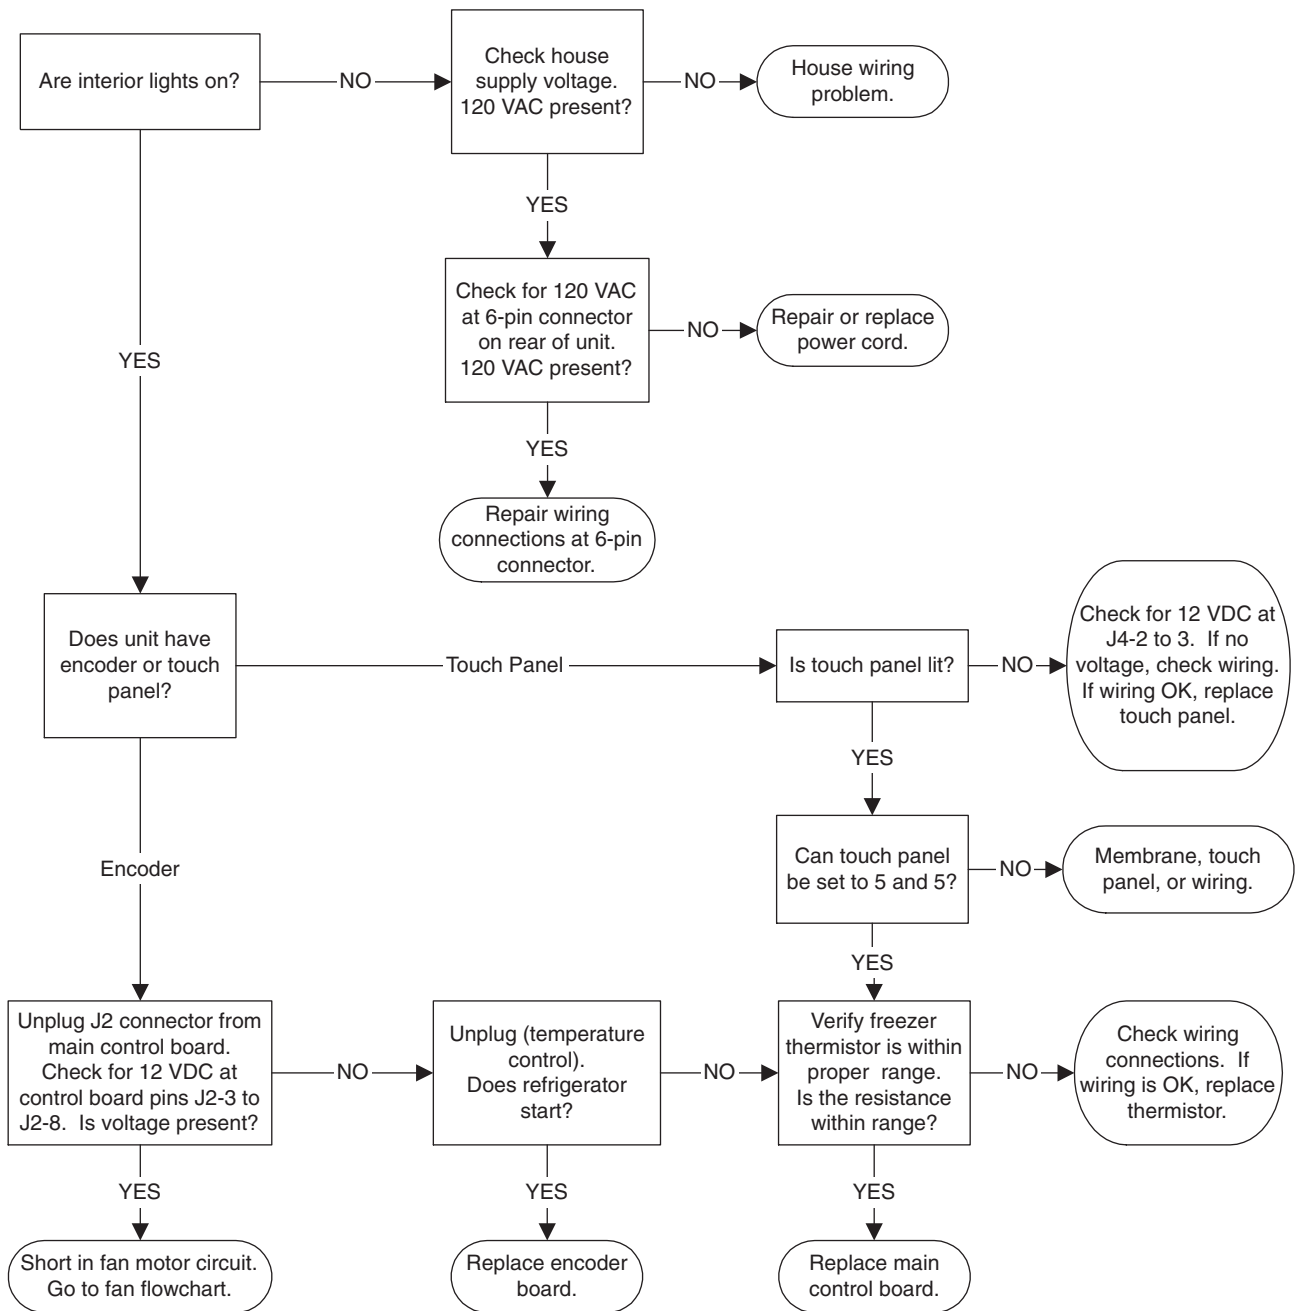 Are interior lights on?
NO
Check house
supply voltage.
120 VAC present?
NO
House wiring
problem.
YES
Check for 120 VAC
at 6-pin connector
on rear of unit.
120 VAC present?
NO
Repair or replace
power cord.
YES
YES
Repair wiring
connections at 6-pin
connector.
Does unit have
encoder or touch
panel?
Touch Panel
Is touch panel lit?
NO
Check for 12 VDC at
J4-2 to 3.  If no
voltage, check wiring.
If wiring OK, replace
touch panel.
YES
Encoder
Can touch panel
be set to 5 and 5?
NO
Membrane, touch
panel, or wiring.
YES
Unplug J2 connector from
main control board.
Check for 12 VDC at
control board pins J2-3 to
J2-8.  Is voltage present?
NO
Unplug (temperature
control).
Does refrigerator
start?
NO
Verify freezer
thermistor is within
proper range.
Is the resistance
within range?
NO
Check wiring
connections.  If
wiring is OK, replace
thermistor.
YES
YES
YES
Short in fan motor circuit.
Go to fan flowchart.
Replace encoder
board.
Replace main
control board.